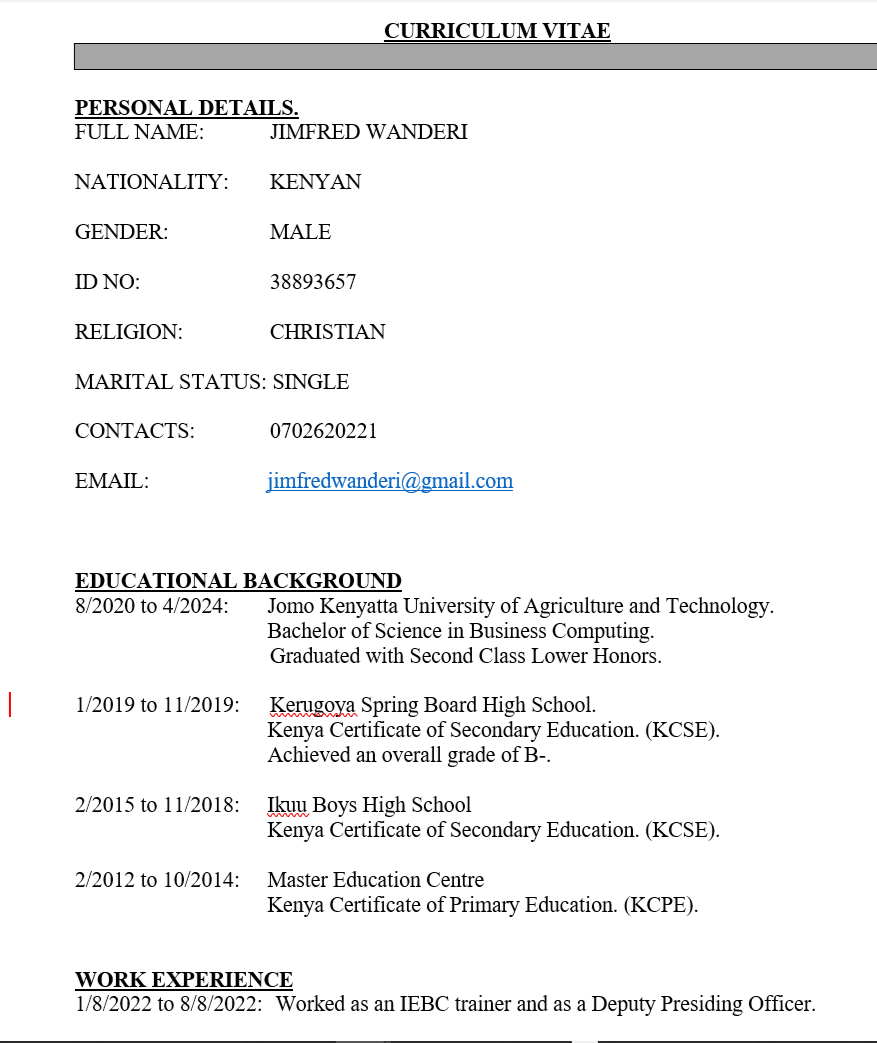 CURRICULUM VITAE
PERSONAL DETAILS.
FULL NAME: JIMFRED WANDERI
NATIONALITY: KENYAN
GENDER: MALE
ID NO: 38893657
RELIGION: CHRISTIAN
MARITAL STATUS: SINGLE
CONTACTS: 0702620221
EMAIL: jimfredwanderi@gmail.com
EDUCATIONAL BACKGROUND
8/2020 to 4/2024: Jomo Kenyatta University of Agriculture and Technology.
Bachelor of Science in Business Computing.
Graduated with Second Class Lower Honors.
1/2019 to 11/2019: Kerugoya Spring Board High School.
Kenya Certificate of Secondary Education. (KCSE).
Achieved an overall grade of B-.
2/2015 to 11/2018: Ikuu Boys High School
Kenya Certificate of Secondary Education. (KCSE).
2/2012 to 10/2014: Master Education Centre
Kenya Certificate of Primary Education. (KCPE).
WORK EXPERIENCE
1/8/2022 to 8/8/2022: Worked as an IEBC trainer and as a Deputy Presiding Officer.